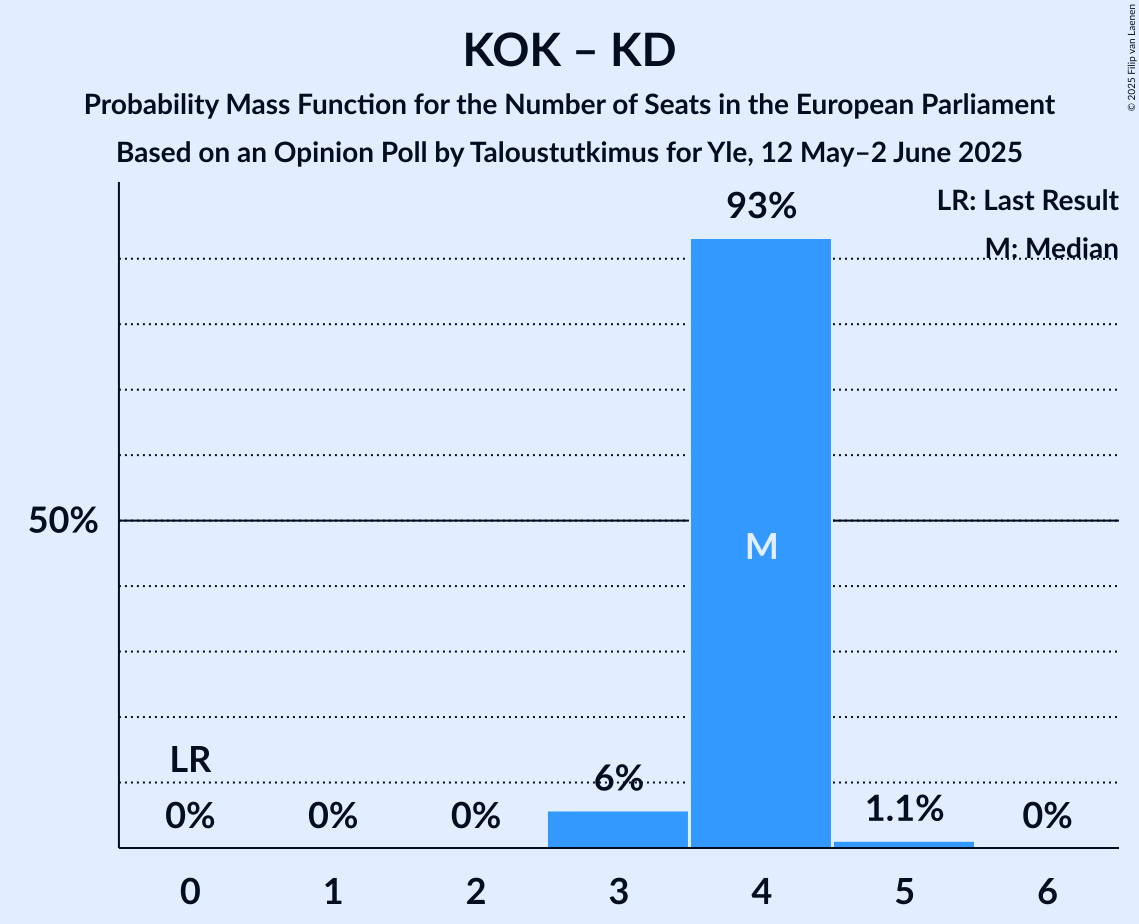 KOK – KD
Probability Mass Function for the Number of Seats in the European Parliament
Based on an Opinion Poll by Taloustutkimus for Yle, 12 May–2 June 2025
© 2025 Filip van Laenen
LR: Last Result
M: Median
93%
50%
M
LR
6%
1.1%
0%
0%
0%
0%
0
1
2
3
4
5
6